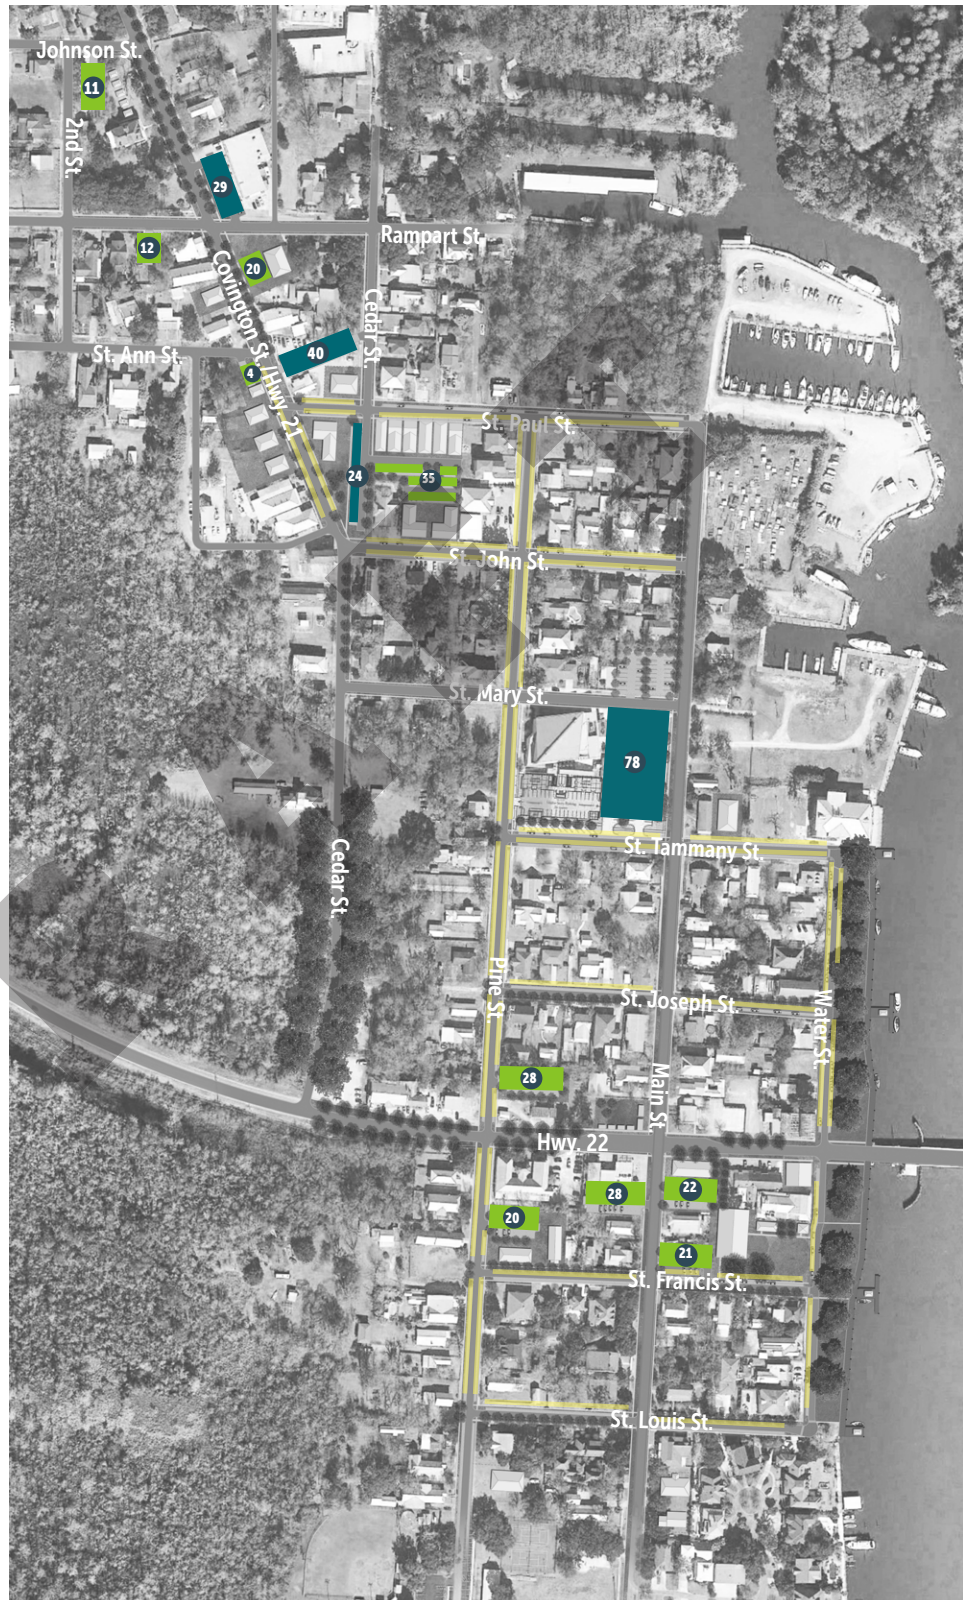 Johnson St.
11
2nd St.
29
Rampart St.
12
20
Covington St./Hwy. 21
Cedar St.
40
St. Ann St.
4
St. Paul St.
24
35
St. John St.
St. Mary St.
78
St. Tammany St.
Cedar St.
Pine St
St. Joseph St.
Water St.
28
Main St.
Hwy. 22
22
28
20
21
St. Francis St.
St. Louis St.